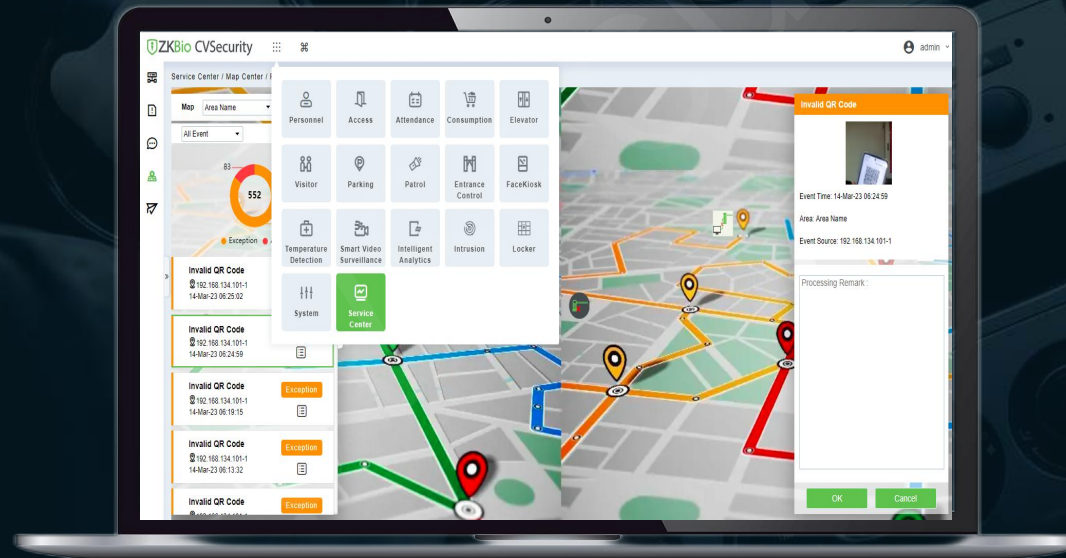 ZKBio CVSecurity
admin
Service Center / Map Center /
Map
Area Name
All Event
83
552
Exception
Personnel
Access
Attendance
Consumption
Elevator
Visitor
Parking
Patrol
Entrance
Control
FaceKiosk
Temperature
Detection
Smart Video
Surveillance
Intelligent
Analytics
Intrusion
Locker
System
Service
Center
Invalid QR Code
192.168.134.101-1
14-Mar-23 06:25:02
Invalid QR Code
192.168.134.101-1
14-Mar-23 06:24:59
Invalid QR Code
Exception
192.168.134.101-1
14-Mar-23 06:19:15
Invalid QR Code
Exception
192.168.134.101-1
14-Mar-23 06:13:32
Invalid QR Code
Exception
Invalid QR Code
Event Time: 14-Mar-23 06:24:59
Area: Area Name
Event Source: 192.168.134.101-1
Processing Remark :
OK
Cancel